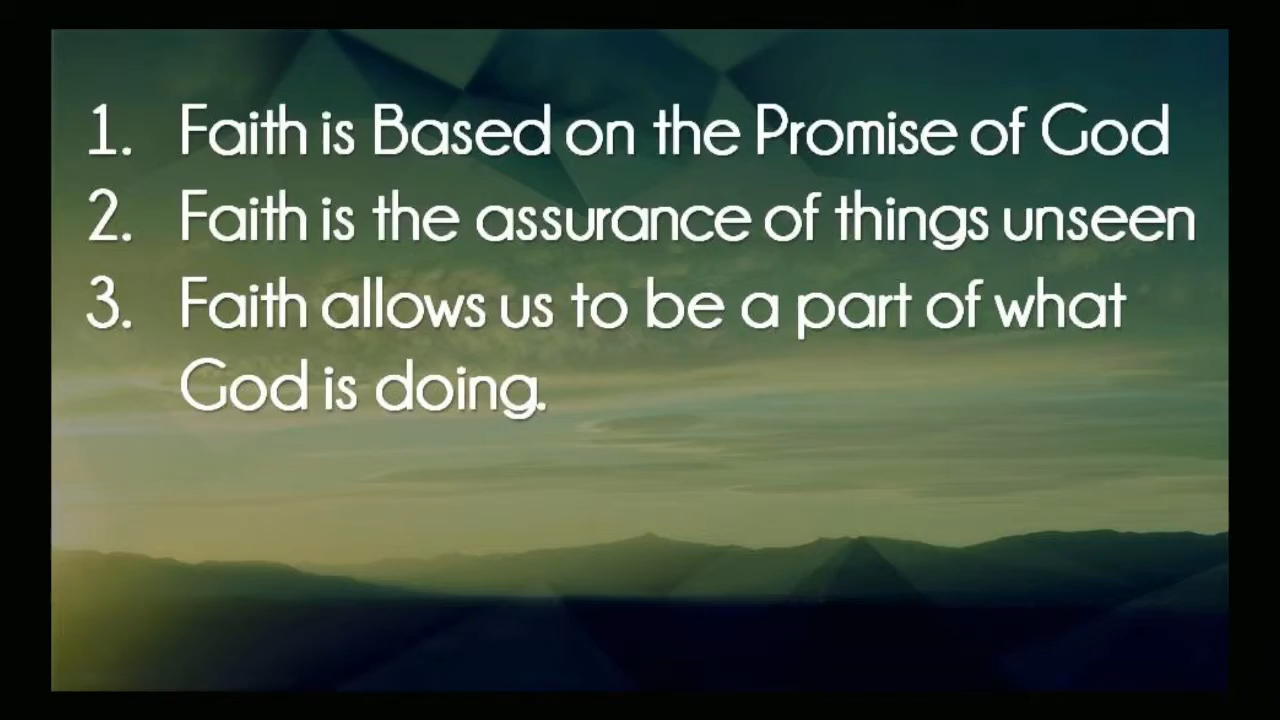 1. Faith is Based on the Promise of God
2. Faith is the assurance of things unseen
3. Faith allows us to be a part of what
God is doing.